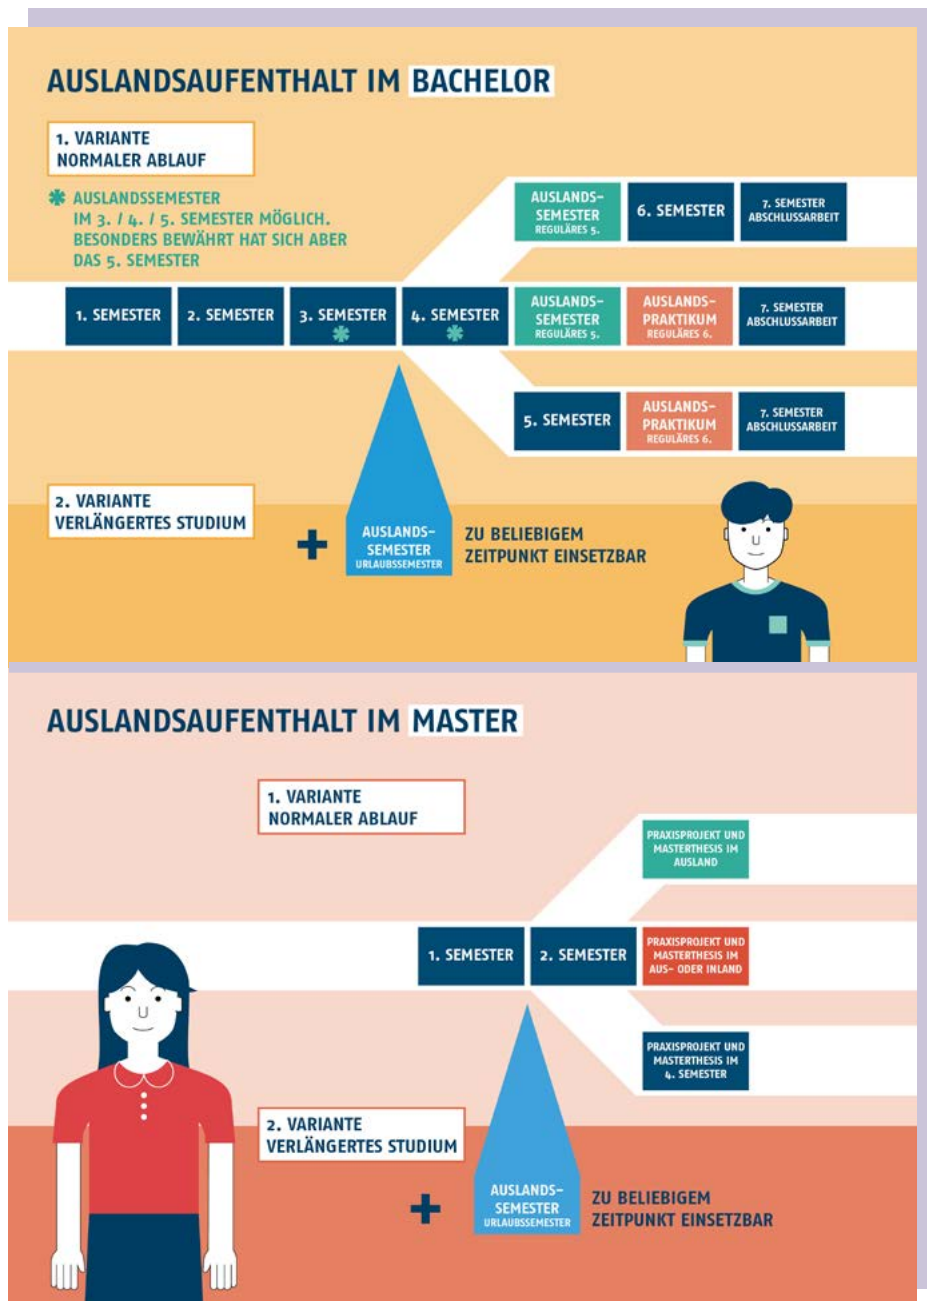 AUSLANDSAUFENTHALT IM BACHELOR
1. VARIANTE
NORMALER ABLAUF
✱ AUSLANDSSEMESTER
IM 3. / 4. / 5. SEMESTER MÖGLICH.
BESONDERS BEWÄHRT HAT SICH ABER
DAS 5. SEMESTER
AUSLANDS-
SEMESTER
REGULÄRES 5.
6. SEMESTER
7. SEMESTER
ABSCHLUSSARBEIT
1. SEMESTER
2. SEMESTER
3. SEMESTER
✱
4. SEMESTER
✱
AUSLANDS-
SEMESTER
REGULÄRES 5.
AUSLANDS-
PRAKTIKUM
REGULÄRES 6.
7. SEMESTER
ABSCHLUSSARBEIT
5. SEMESTER
AUSLANDS-
PRAKTIKUM
REGULÄRES 6.
7. SEMESTER
ABSCHLUSSARBEIT
2. VARIANTE
VERLÄNGERTES STUDIUM
+
AUSLANDS-
SEMESTER
URLAUBSSEMESTER
ZU BELIEBIGEM
ZEITPUNKT EINSETZBAR
AUSLANDSAUFENTHALT IM MASTER
1. VARIANTE
NORMALER ABLAUF
PRAXISPROJEKT UND
MASTERTHESIS IM
AUSLAND
1. SEMESTER
2. SEMESTER
PRAXISPROJEKT UND
MASTERTHESIS IM
AUS- ODER INLAND
PRAXISPROJEKT UND
MASTERTHESIS IM
4. SEMESTER
2. VARIANTE
VERLÄNGERTES STUDIUM
+
AUSLANDS-
SEMESTER
URLAUBSSEMESTER
ZU BELIEBIGEM
ZEITPUNKT EINSETZBAR